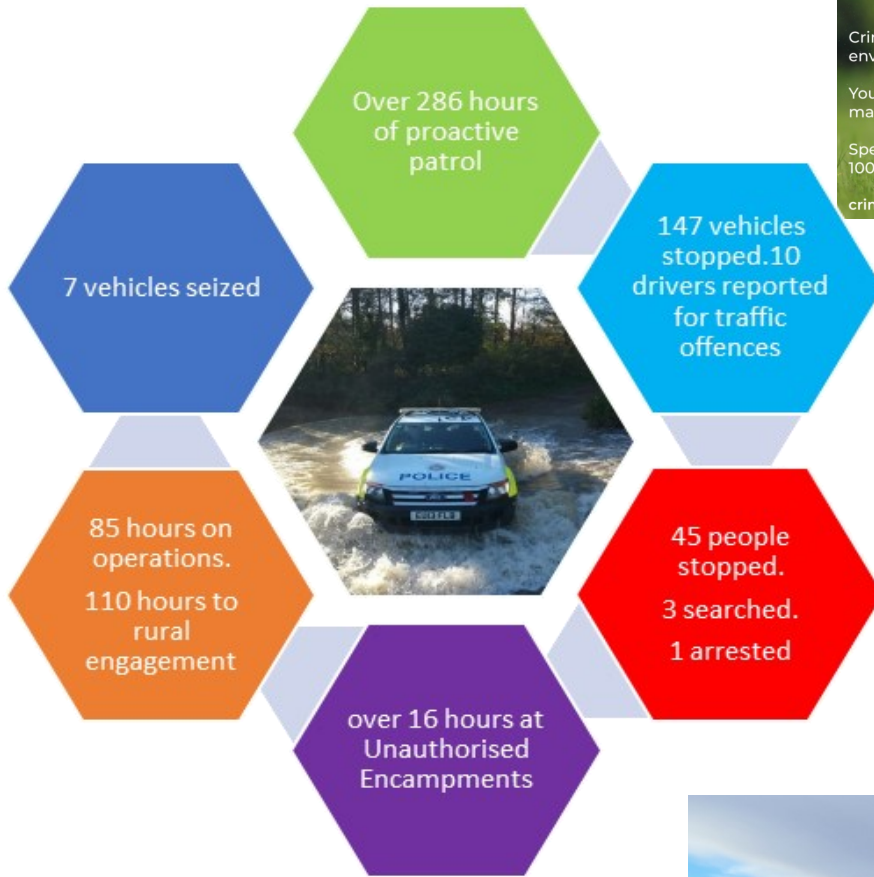 Over 286 hours
of proactive
patrol
147 vehicles
stopped.10
drivers reported
for traffic
offences
45 people
stopped.
3 searched.
1 arrested
over 16 hours at
Unauthorised
Encampments
85 hours on
operations.
110 hours to
rural
engagement
7 vehicles seized
POLICE
You
100